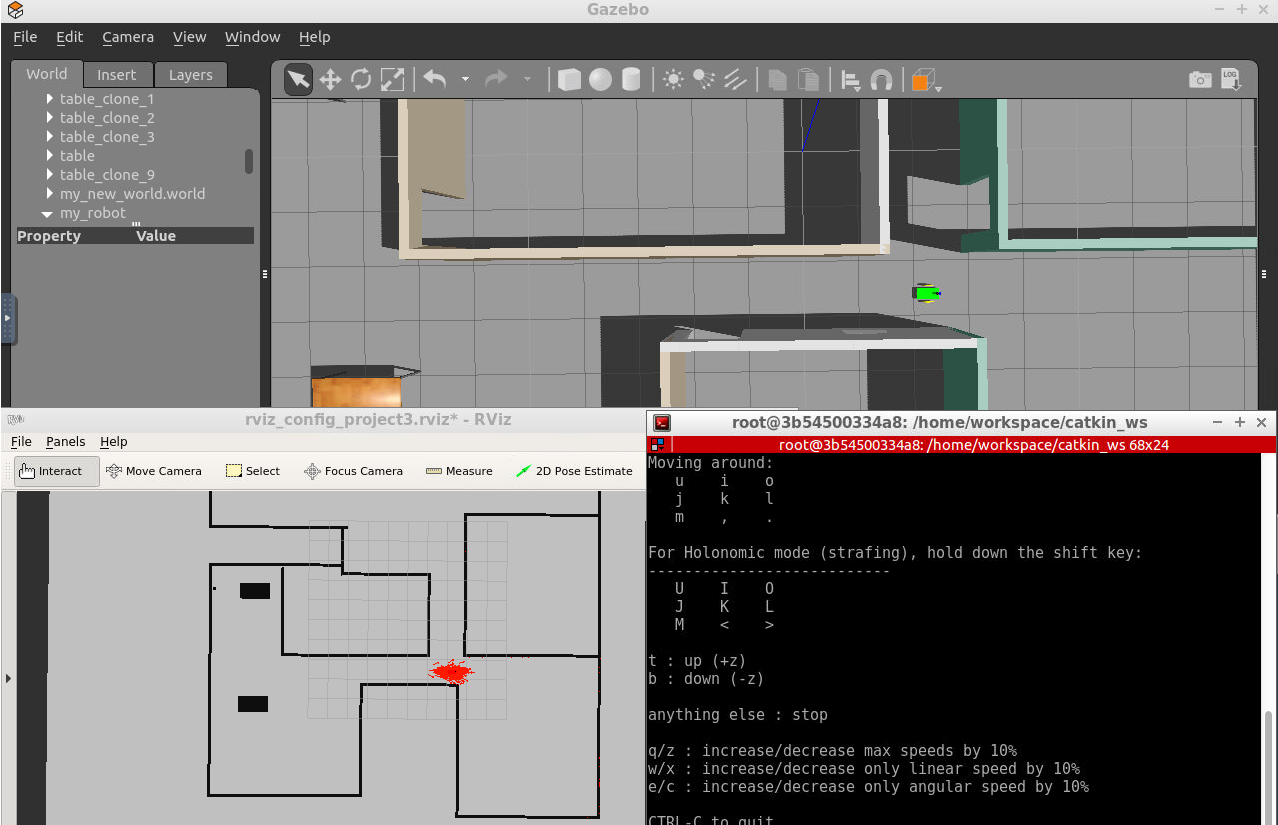 Gazebo
File Edit Camera View Window Help
World Insert Layers
LOG
table_clone_1
table_clone_2
table_clone_3
table
table_clone_9
my_new_world.world
my_robot
Property Value
RViz rviz_config_project3.rviz* - RViz
File Panels Help
Interact Move Camera Select Focus Camera Measure 2D Pose Estimate
root@3b54500334a8: /home/workspace/catkin_ws
root@3b54500334a8: /home/workspace/catkin_ws 68x24
Moving around:
u i o
j k l
m , .
For Holonomic mode (strafing), hold down the shift key:
---------------------------
U I O
J K L
M < >
t : up (+z)
b : down (-z)
anything else : stop
q/z : increase/decrease max speeds by 10%
w/x : increase/decrease only linear speed by 10%
e/c : increase/decrease only angular speed by 10%
CTRL-C to quit